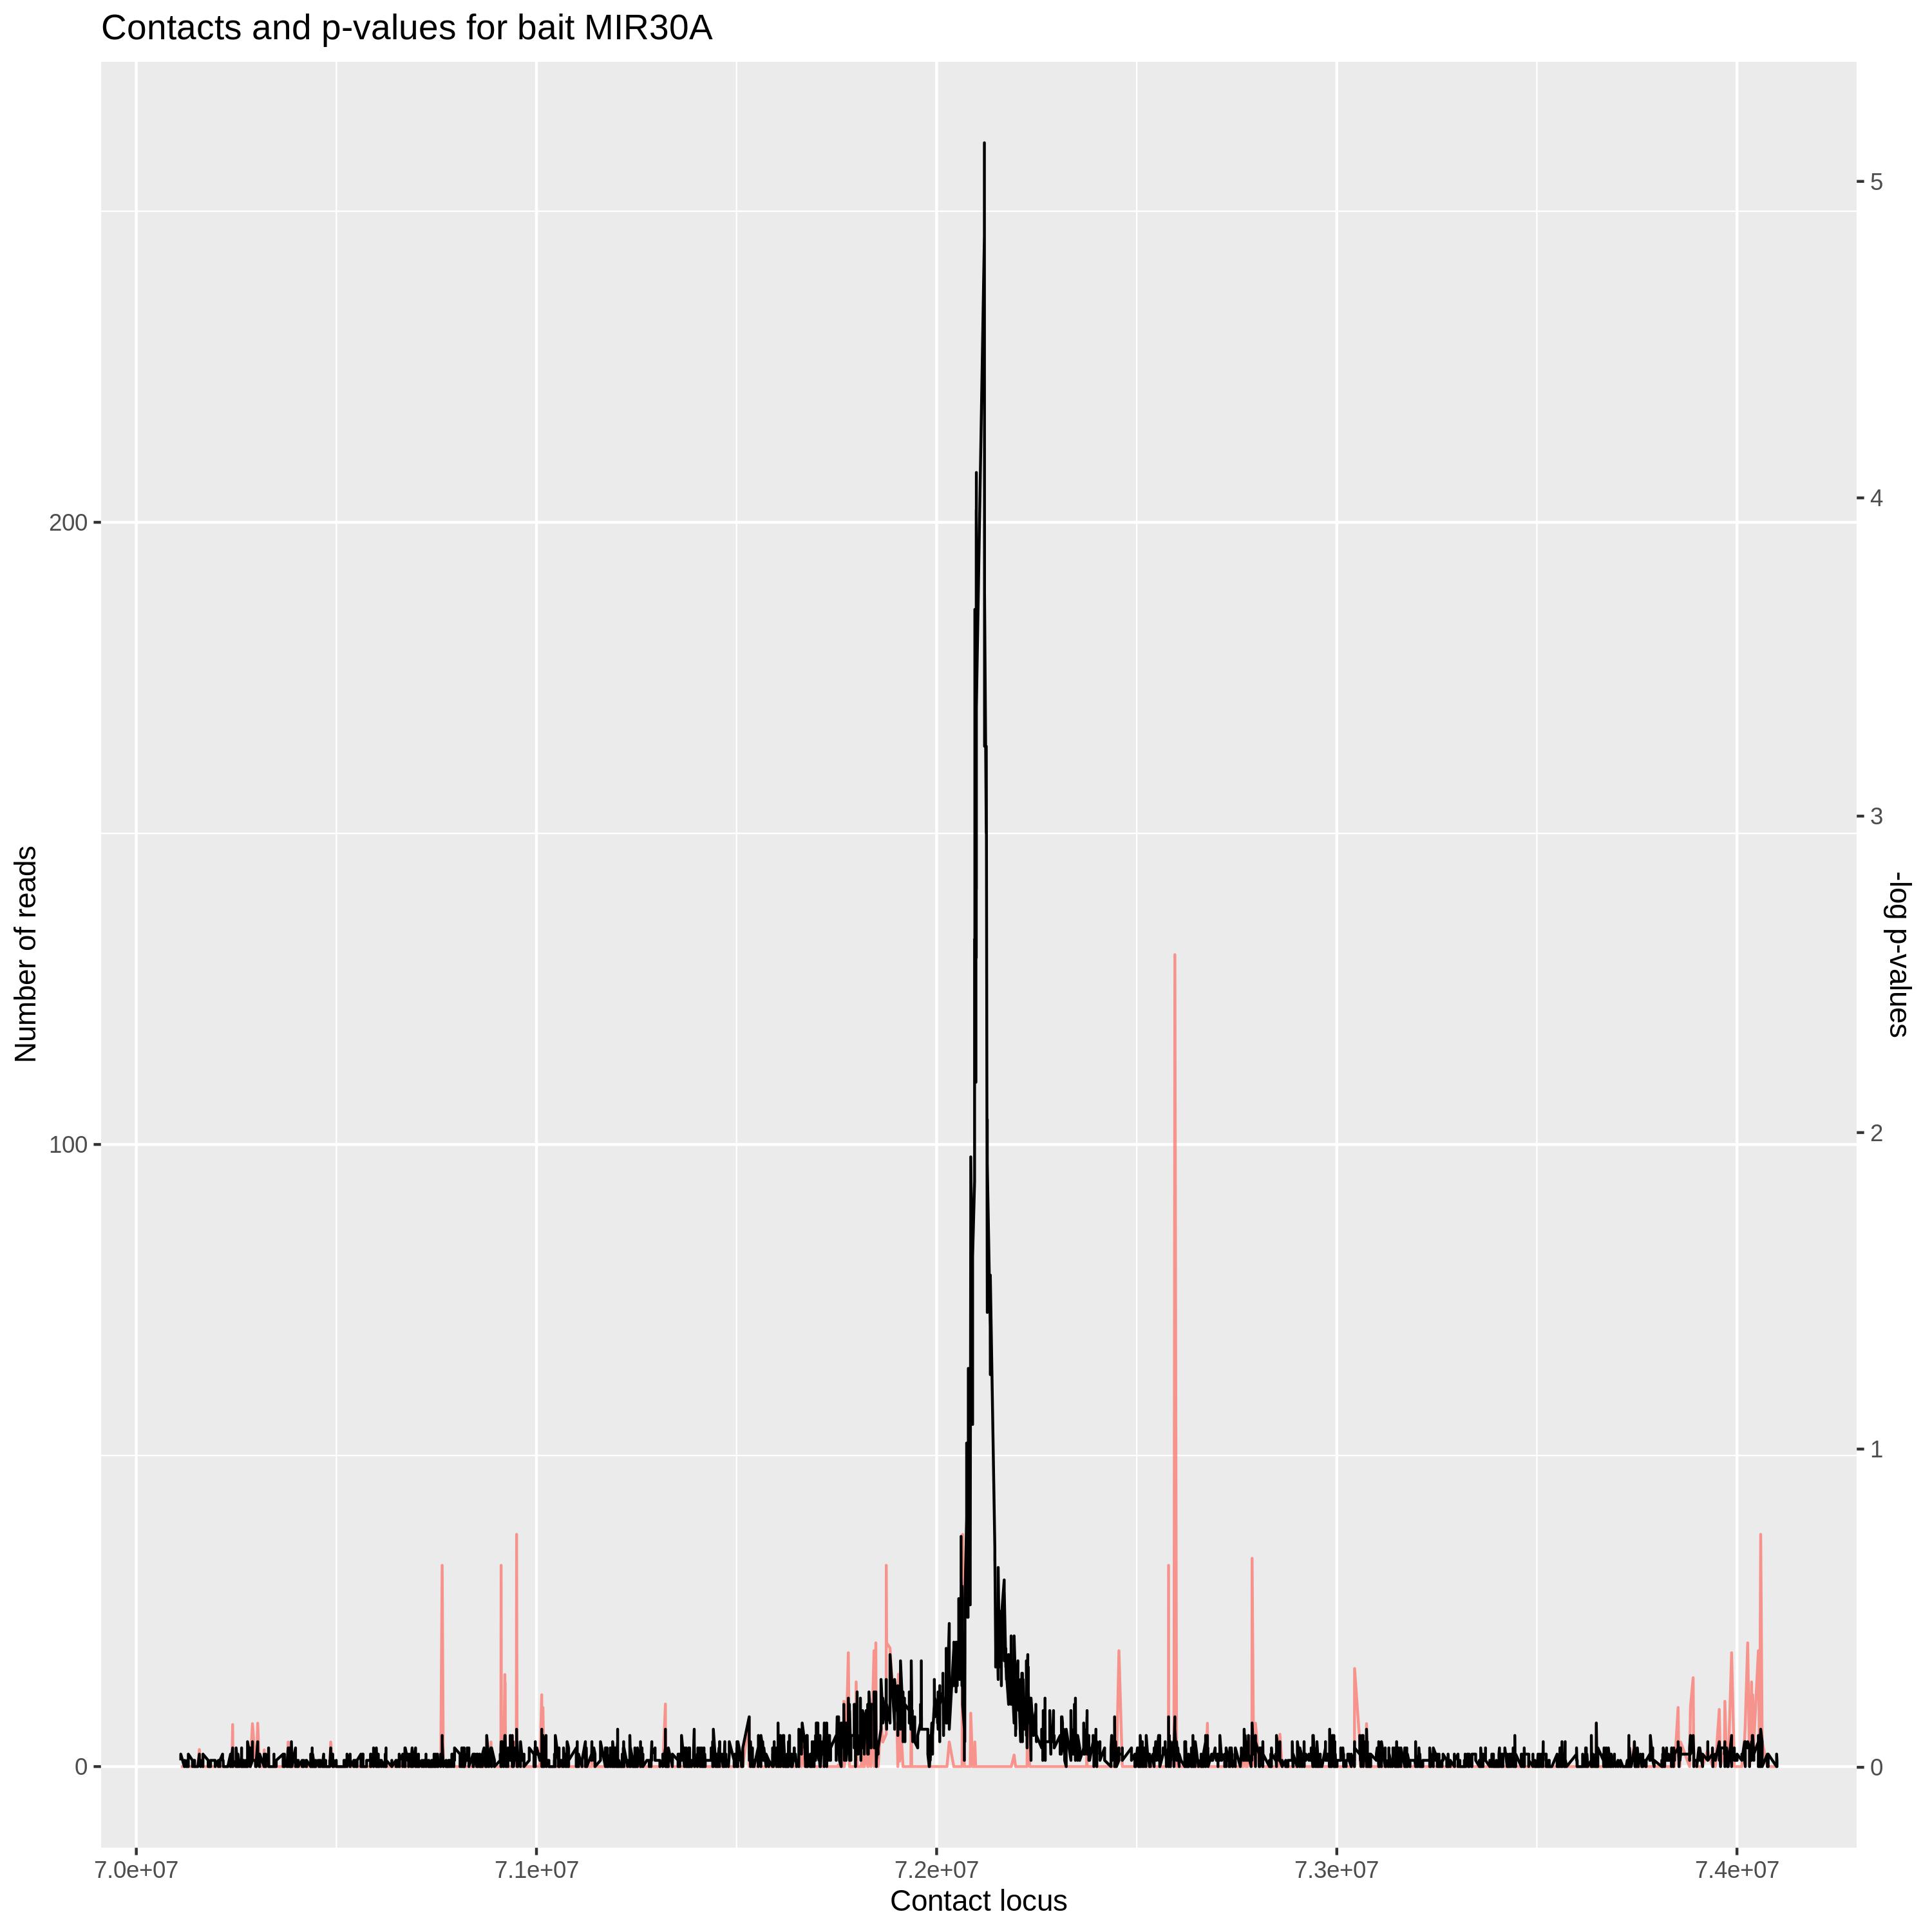 Contacts and p-values for bait MIR30A
Number of reads
200
100
0
5
4
3
2
1
0
-log p-values
7.0e+07 7.1e+07 7.2e+07 7.3e+07 7.4e+07
Contact locus